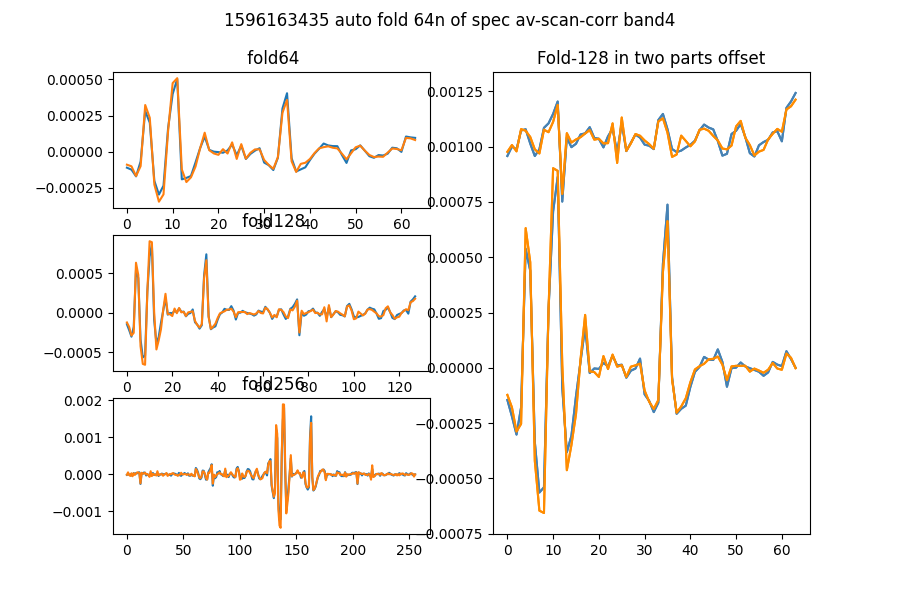 1596163435 auto fold 64n of spec av-scan-corr band4
fold64
0.00050
0.00025
0.00000
−0.00025
0 10 20 30 40 50 60
fold128
0.0005
0.0000
−0.0005
0 20 40 60 80 100 120
fold256
0.002
0.001
0.000
−0.001
0 50 100 150 200 250
Fold-128 in two parts offset
0.00125
0.00100
0.00075
0.00050
0.00025
0.00000
−0.00025
−0.00050
−0.00075
0 10 20 30 40 50 60